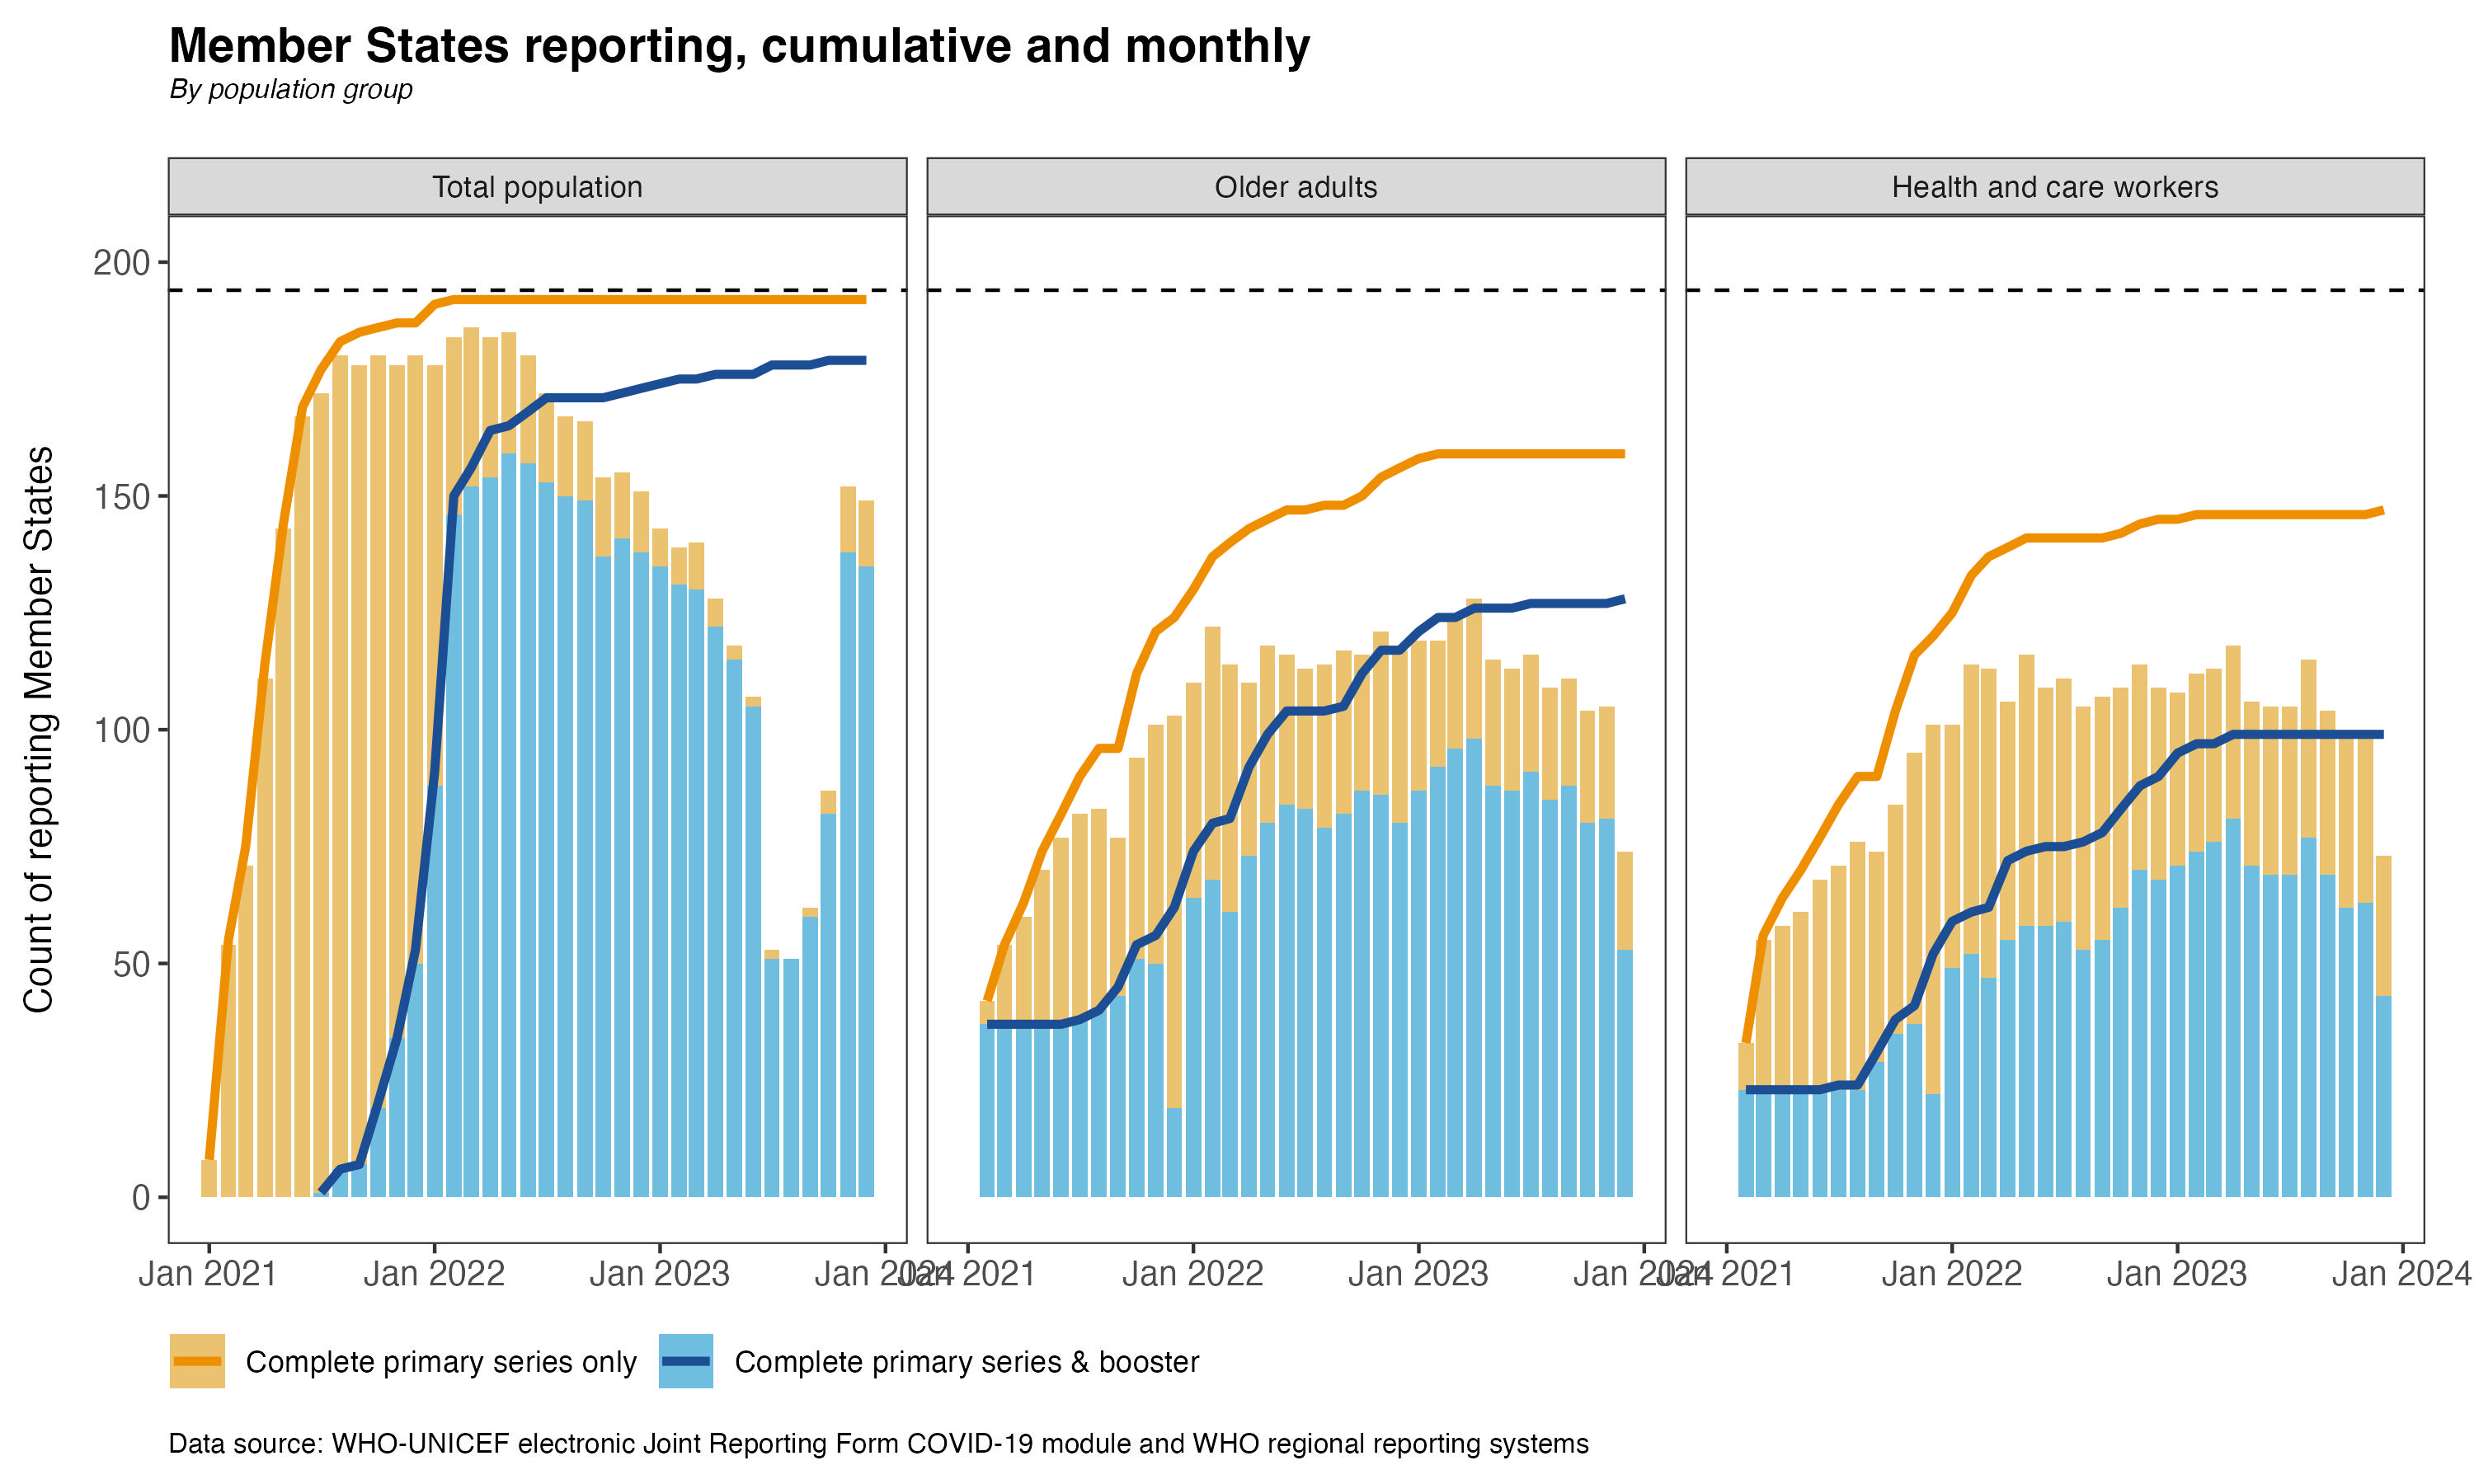 Member States reporting, cumulative and monthly
By population group
Total population
Older adults
Health and care workers
Count of reporting Member States
200
150
100
50
0
Jan 2021
Jan 2022
Jan 2023
Jan 2024
Jan 2021
Jan 2022
Jan 2023
Jan 2024
Jan 2021
Jan 2022
Jan 2023
Jan 2024
Complete primary series only
Complete primary series & booster
Data source: WHO-UNICEF electronic Joint Reporting Form COVID-19 module and WHO regional reporting systems